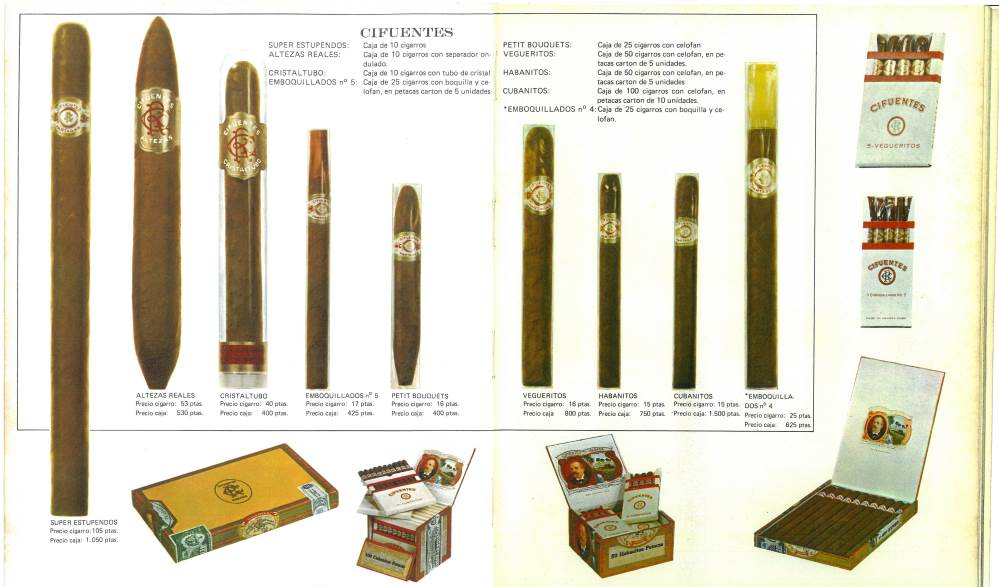 CIFUENTES
SUPER ESTUPENDOS: Caja de 10 cigarros
ALTEZAS REALES: Caja de 10 cigarros con separador on-
dulado.
CRISTALTUBO: Caja de 10 cigarros con tubo de cristal
EMBOQUILLADOS nº 5: Caja de 25 cigarros con boquilla y ce-
lofan, en petacas carton de 5 unidades
PETIT BOUQUETS: Caja de 25 cigarros con celofan
VEGUERITOS: Caja de 50 cigarros con celofan, en pe-
tacas carton de 5 unidades.
HABANITOS: Caja de 50 cigarros con celofan, en pe-
tacas carton de 5 unidades
CUBANITOS: Caja de 100 cigarros con celofan, en
petacas carton de 10 unidades.
*EMBOQUILLADOS nº 4: Caja de 25 cigarros con boquilla y ce-
lofan.
CIFUENTES
ALTEZAS
CIFUENTES
CRISTALTUBO
CIFUENTES
5-VEGUERITOS
CIFUENTES
ALTEZAS REALES
Precio cigarro: 53 ptas.
Precio caja: 530 ptas.
CRISTALTUBO
Precio cigarro: 40 ptas.
Precio caja: 400 ptas.
EMBOQUILLADOS nº 5
Precio cigarro: 17 ptas.
Precio caja: 425 ptas.
PETIT BOUQUETS
Precio cigarro: 16 ptas.
Precio caja: 400 ptas.
VEGUERITOS
Precio cigarro: 16 ptas.
Precio caja 800 ptas.
HABANITOS
Precio cigarro: 15 ptas.
Precio caja: 750 ptas.
CUBANITOS
Precio cigarro: 15 ptas.
Precio caja: 1.500 ptas.
*EMBOQUILLA-
DOS nº 4
Precio cigarro: 25 ptas.
Precio caja: 625 ptas.
SUPER ESTUPENDOS
Precio cigarro: 105 ptas.
Precio caja: 1.050 ptas.
CIFUENTES
100 Cubanitos Petacas
CIFUENTES
50 Habanitos Petacas